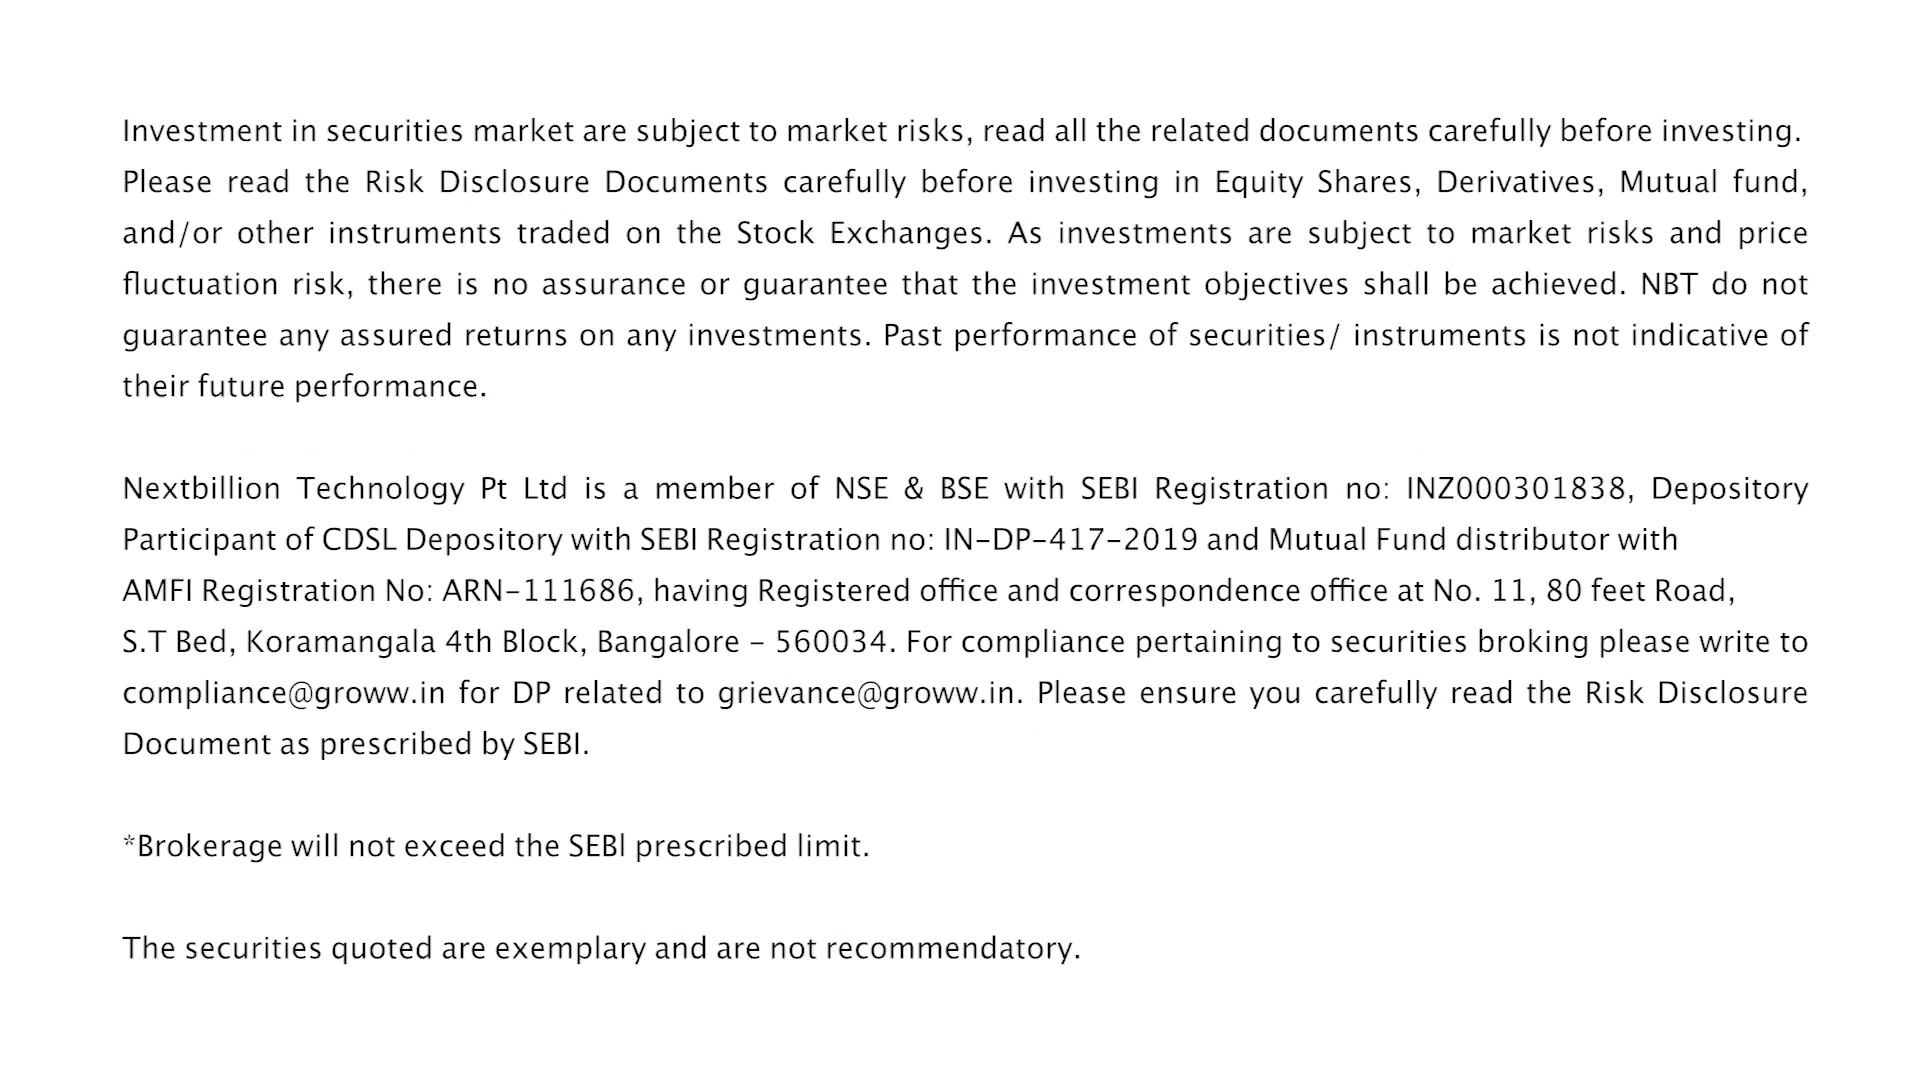 Investment in securities market are subject to market risks, read all the related documents carefully before investing.
Please read the Risk Disclosure Documents carefully before investing in Equity Shares, Derivatives, Mutual fund,
and/or other instruments traded on the Stock Exchanges. As investments are subject to market risks and price
fluctuation risk, there is no assurance or guarantee that the investment objectives shall be achieved. NBT do not
guarantee any assured returns on any investments. Past performance of securities/ instruments is not indicative of
their future performance.
Nextbillion Technology Pt Ltd is a member of NSE & BSE with SEBI Registration no: INZ000301838, Depository
Participant of CDSL Depository with SEBI Registration no: IN-DP-417-2019 and Mutual Fund distributor with
AMFI Registration No: ARN-111686, having Registered office and correspondence office at No. 11, 80 feet Road,
S.T Bed, Koramangala 4th Block, Bangalore - 560034. For compliance pertaining to securities broking please write to
compliance@groww.in for DP related to grievance@groww.in. Please ensure you carefully read the Risk Disclosure
Document as prescribed by SEBI.
*Brokerage will not exceed the SEBI prescribed limit.
The securities quoted are exemplary and are not recommendatory.